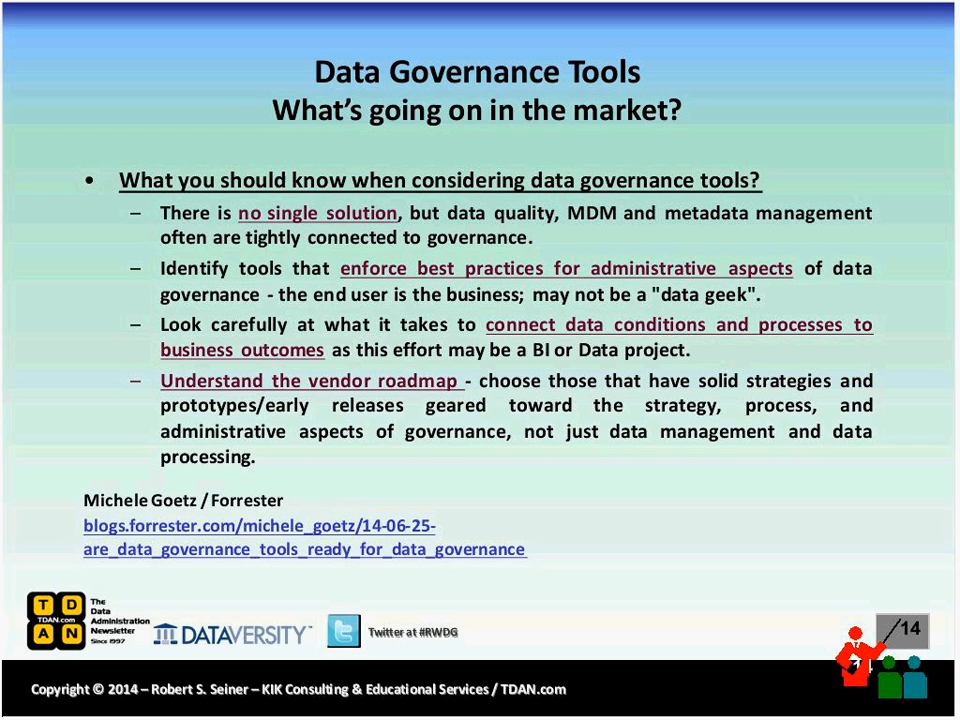 Data Governance Tools
What's going on in the market?
• What you should know when considering data governance tools?
– There is no single solution, but data quality, MDM and metadata management
often are tightly connected to governance.
– Identify tools that enforce best practices for administrative aspects of data
governance - the end user is the business; may not be a "data geek".
– Look carefully at what it takes to connect data conditions and processes to
business outcomes as this effort may be a BI or Data project.
– Understand the vendor roadmap - choose those that have solid strategies and
prototypes/early releases geared toward the strategy, process, and
administrative aspects of governance, not just data management and data
processing.
Michele Goetz / Forrester
blogs.forrester.com/michele_goetz/14-06-25-
are_data_governance_tools_ready_for_data_governance
T D
TDAN.com
A N
The
Data
Administration
Newsletter
Since 1997
DATAVERSITY™
Twitter at #RWDG
14
14
Copyright © 2014 – Robert S. Seiner – KIK Consulting & Educational Services / TDAN.com